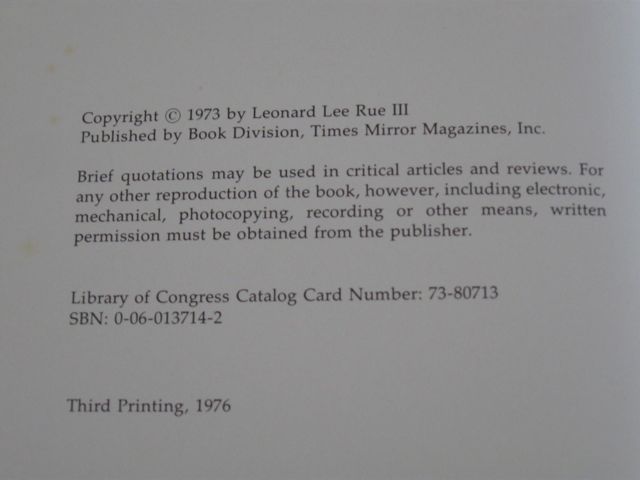 Copyright © 1973 by Leonard Lee Rue III
Published by Book Division, Times Mirror Magazines, Inc.
Brief quotations may be used in critical articles and reviews. For
any other reproduction of the book, however, including electronic,
mechanical, photocopying, recording or other means, written
permission must be obtained from the publisher.
Library of Congress Catalog Card Number: 73-80713
SBN: 0-06-013714-2
Third Printing, 1976